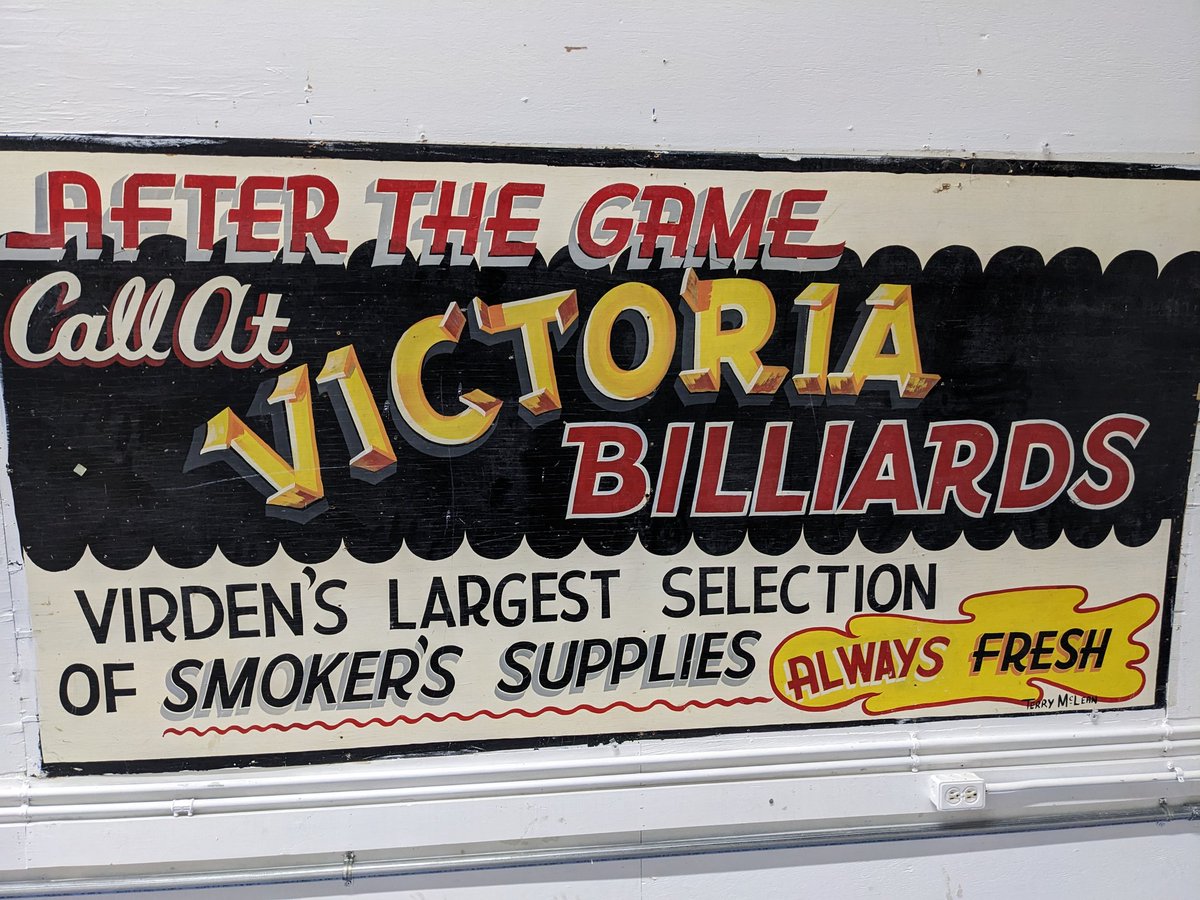 AFTER THE GAME
Call At
VICTORIA
BILLIARDS
VIRDEN'S LARGEST SELECTION
OF SMOKER'S SUPPLIES
ALWAYS FRESH
TERRY McLEAN